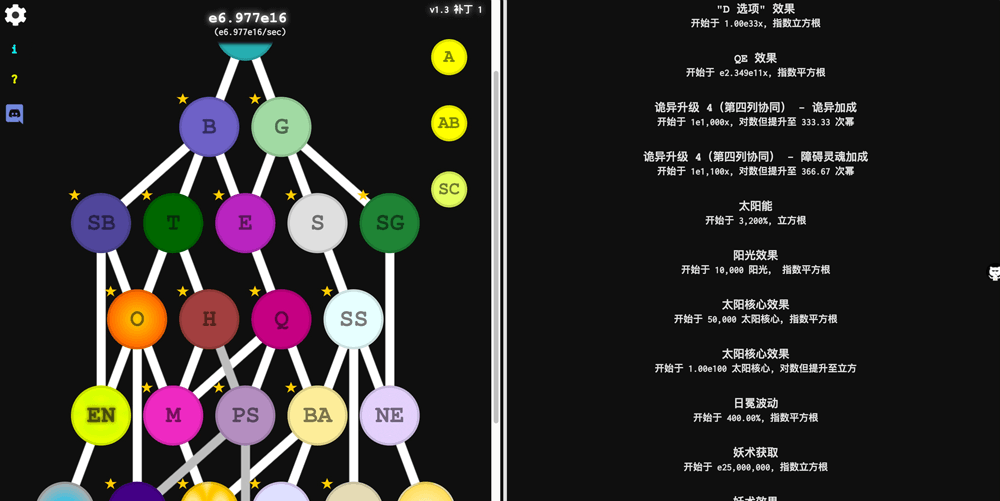 e6.977e16
(e6.977e16/sec)
v1.3 补丁 1
i
?
A
AB
SC
B
G
SB
T
E
S
SG
O
H
Q
SS
EN
M
PS
BA
NE
"D 选项" 效果
开始于 1.00e33x, 指数立方根
QE 效果
开始于 e2.349e11x, 指数平方根
诡异升级 4 (第四列协同) - 诡异加成
开始于 1e1,000x, 对数但提升至 333.33 次幂
诡异升级 4 (第四列协同) - 障碍灵魂加成
开始于 1e1,100x, 对数但提升至 366.67 次幂
太阳能
开始于 3,200%, 立方根
阳光效果
开始于 10,000 阳光, 指数平方根
太阳核心效果
开始于 50,000 太阳核心, 指数平方根
太阳核心效果
开始于 1.00e100 太阳核心, 对数但提升至立方
日冕波动
开始于 400.00%, 指数平方根
妖术获取
开始于 e25,000,000, 指数立方根